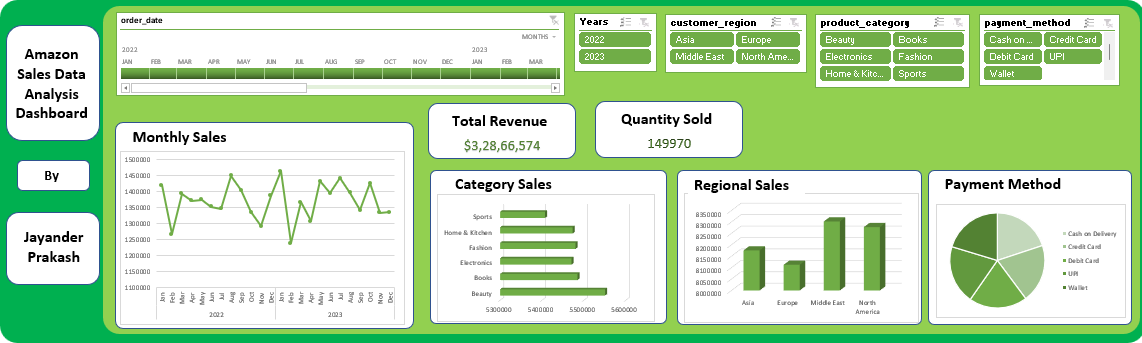 Amazon
Sales Data
Analysis
Dashboard
By
Jayander
Prakash
order_date
MONTHS
2022 2023
JAN FEB MAR APR MAY JUN JUL AUG SEP OCT NOV DEC JAN FEB MAR
Years
2022
2023
customer_region
Asia Europe
Middle East North Ame...
product_category
Beauty Books
Electronics Fashion
Home & Kitc... Sports
payment_method
Cash on ... Credit Card
Debit Card UPI
Wallet
Total Revenue
$3,28,66,574
Quantity Sold
149970
Monthly Sales
1500000
1450000
1400000
1350000
1300000
1250000
1200000
1150000
1100000
Jan Feb Mar Apr May Jun Jul Aug Sep Oct Nov Dec Jan Feb Mar Apr May Jun Jul Aug Sep Oct Nov Dec
2022 2023
Category Sales
Sports
Home & Kitchen
Fashion
Electronics
Books
Beauty
5300000 5400000 5500000 5600000
Regional Sales
8350000
8300000
8250000
8200000
8150000
8100000
8050000
8000000
Asia Europe Middle East North
America
Payment Method
Cash on Delivery
Credit Card
Debit Card
UPI
Wallet